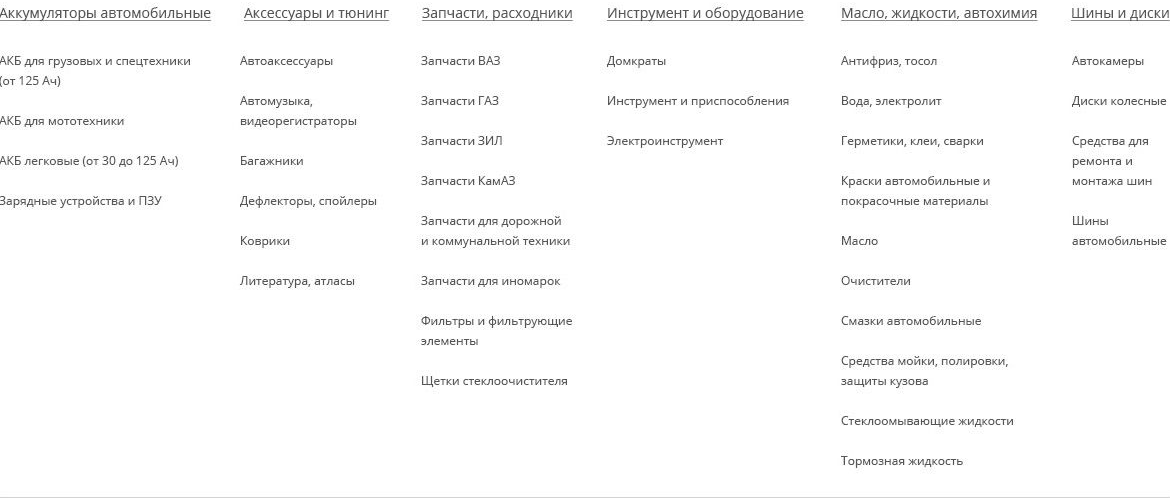 Аккумуляторы автомобильные
АКБ для грузовых и спецтехники
(от 125 Ач)
АКБ для мототехники
АКБ легковые (от 30 до 125 Ач)
Зарядные устройства и ПЗУ
Аксессуары и тюнинг
Автоаксессуары
Автомузыка,
видеорегистраторы
Багажники
Дефлекторы, спойлеры
Коврики
Литература, атласы
Запчасти, расходники
Запчасти ВАЗ
Запчасти ГАЗ
Запчасти ЗИЛ
Запчасти КамАЗ
Запчасти для дорожной
и коммунальной техники
Запчасти для иномарок
Фильтры и фильтрующие
элементы
Щетки стеклоочистителя
Инструмент и оборудование
Домкраты
Инструмент и приспособления
Электроинструмент
Масло, жидкости, автохимия
Антифриз, тосол
Вода, электролит
Герметики, клеи, сварки
Краски автомобильные и
покрасочные материалы
Масло
Очистители
Смазки автомобильные
Средства мойки, полировки,
защиты кузова
Стеклоомывающие жидкости
Тормозная жидкость
Шины и диски
Автокамеры
Диски колесные
Средства для
ремонта и
монтажа шин
Шины
автомобильные